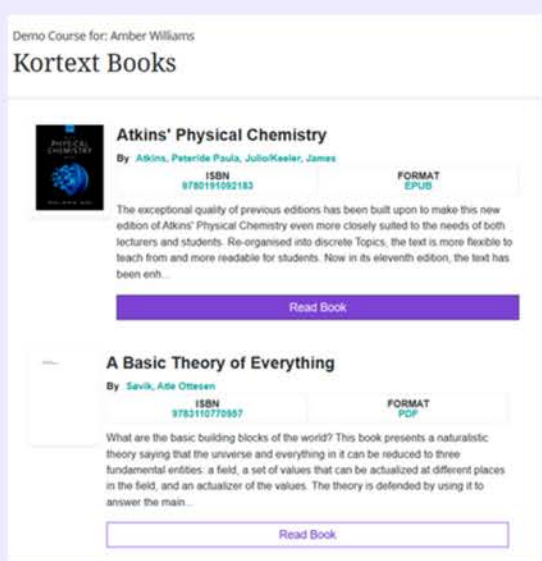 Demo Course for: Amber Williams
Kortext Books
PHYSICAL
CHEMISTRY
Atkins' Physical Chemistry
By Atkins, Peter/de Paula, Julio/Keeler, James
ISBN
9780191092183
FORMAT
EPUB
The exceptional quality of previous editions has been built upon to make this new
edition of Atkins' Physical Chemistry even more closely suited to the needs of both
lecturers and students. Re-organised into discrete Topics, the text is more flexible to
teach from and more readable for students. Now in its eleventh edition, the text has
been enh...
Read Book
A Basic Theory of Everything
By Savik, Atle Ottesen
ISBN
9783110770957
FORMAT
PDF
What are the basic building blocks of the world? This book presents a naturalistic
theory saying that the universe and everything in it can be reduced to three
fundamental entities: a field, a set of values that can be actualized at different places
in the field, and an actualizer of the values. The theory is defended by using it to
answer the main...
Read Book